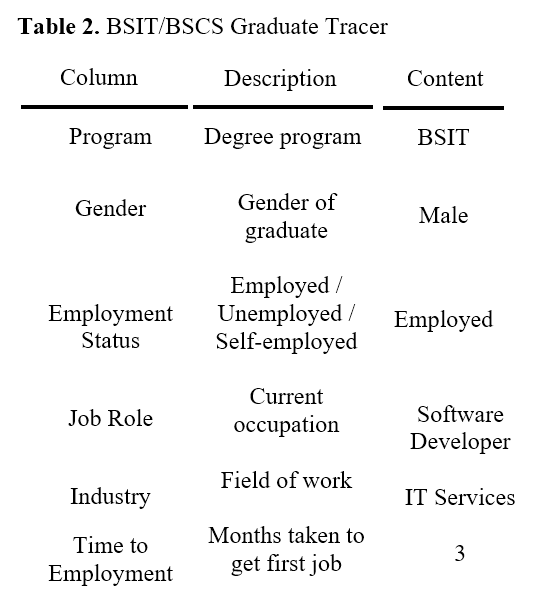 Table 2. BSIT/BSCS Graduate Tracer
Column Description Content
Program Degree program BSIT
Gender Gender of
graduate Male
Employment
Status Employed /
Unemployed /
Self-employed Employed
Job Role Current
occupation Software
Developer
Industry Field of work IT Services
Time to
Employment Months taken to
get first job 3